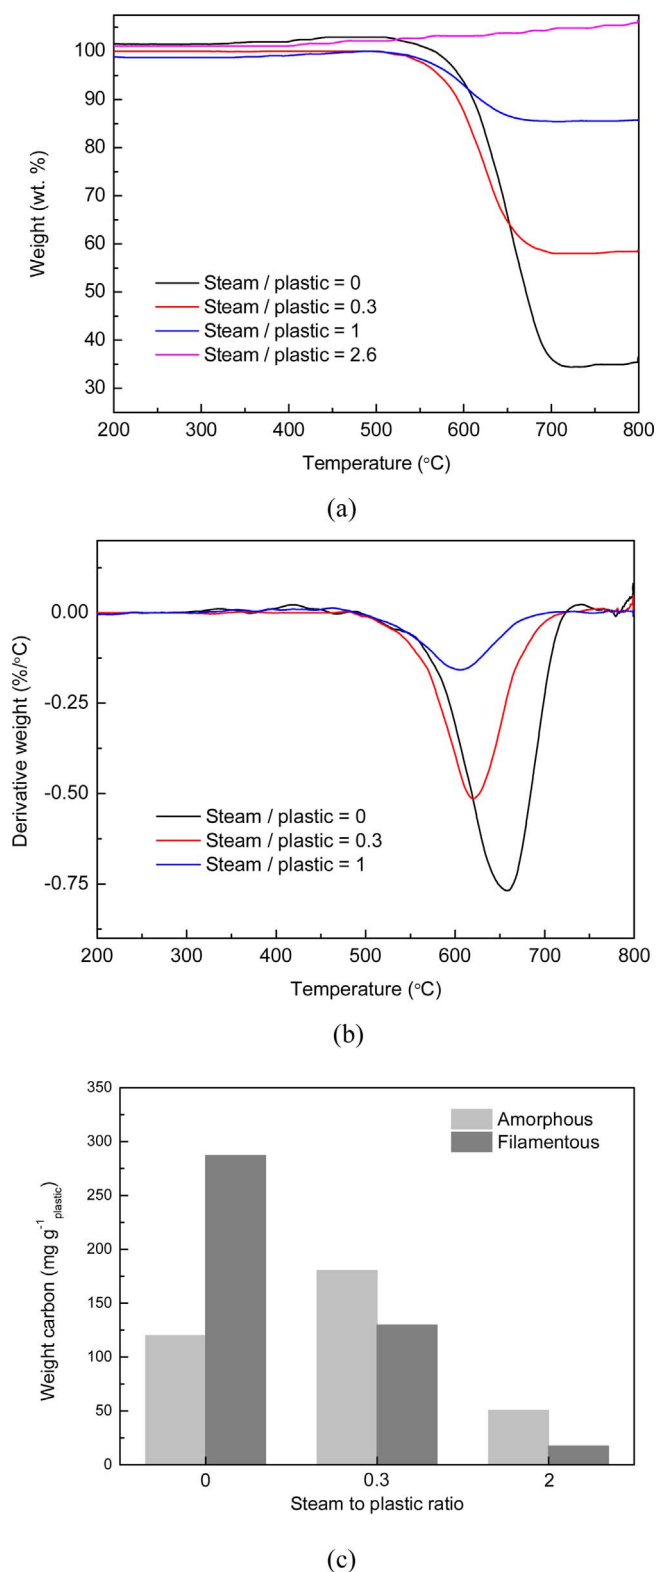 100
90
80
70
60
50
40
30
Weight (wt. %)
Steam / plastic = 0
Steam / plastic = 0.3
Steam / plastic = 1
Steam / plastic = 2.6
200 300 400 500 600 700 800
Temperature (°C)
(a)
0.00
-0.25
-0.50
-0.75
Derivative weight (%/°C)
Steam / plastic = 0
Steam / plastic = 0.3
Steam / plastic = 1
200 300 400 500 600 700 800
Temperature (°C)
(b)
350
300
250
200
150
100
50
0
Weight carbon (mg g⁻¹plastic)
Amorphous
Filamentous
0 0.3 2
Steam to plastic ratio
(c)